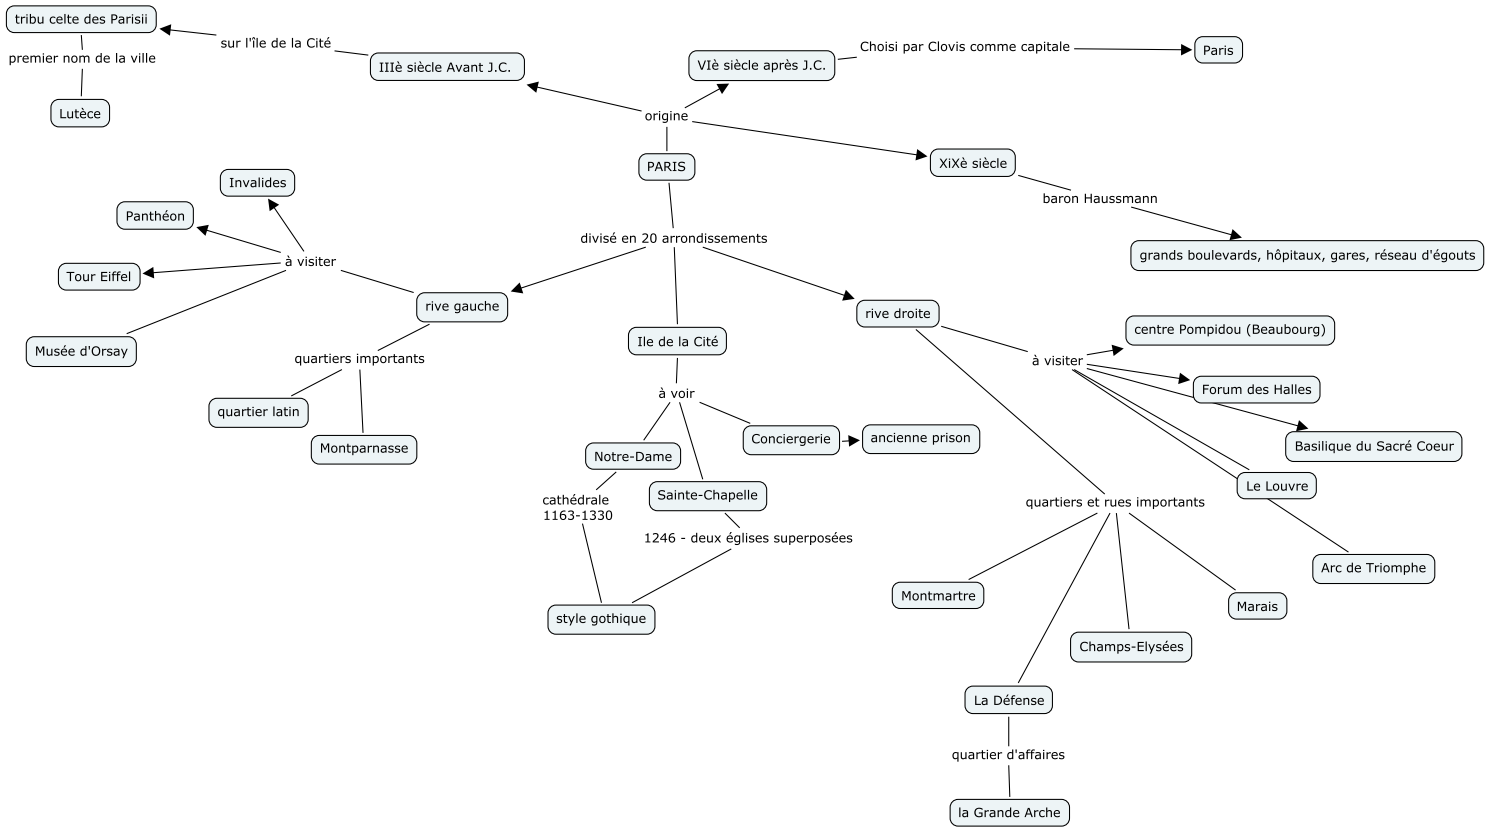 tribu celte des Parisii
sur l'île de la Cité
premier nom de la ville
Lutèce
IIIè siècle Avant J.C.
VIè siècle après J.C.
Choisi par Clovis comme capitale
Paris
origine
PARIS
XiXè siècle
baron Haussmann
grands boulevards, hôpitaux, gares, réseau d'égouts
divisé en 20 arrondissements
Invalides
Panthéon
à visiter
Tour Eiffel
Musée d'Orsay
rive gauche
quartiers importants
quartier latin
Montparnasse
Ile de la Cité
à voir
Notre-Dame
Conciergerie
ancienne prison
cathédrale
1163-1330
Sainte-Chapelle
1246 - deux églises superposées
style gothique
rive droite
à visiter
centre Pompidou (Beaubourg)
Forum des Halles
Basilique du Sacré Coeur
Le Louvre
Arc de Triomphe
quartiers et rues importants
Montmartre
Marais
Champs-Elysées
La Défense
quartier d'affaires
la Grande Arche